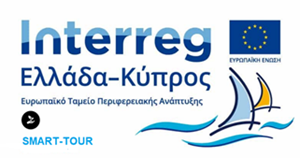 Interreg
ΕΥΡΩΠΑΪΚΗ ΕΝΩΣΗ
Ελλάδα-Κύπρος
Ευρωπαϊκό Ταμείο Περιφερειακής Ανάπτυξης
SMART-TOUR